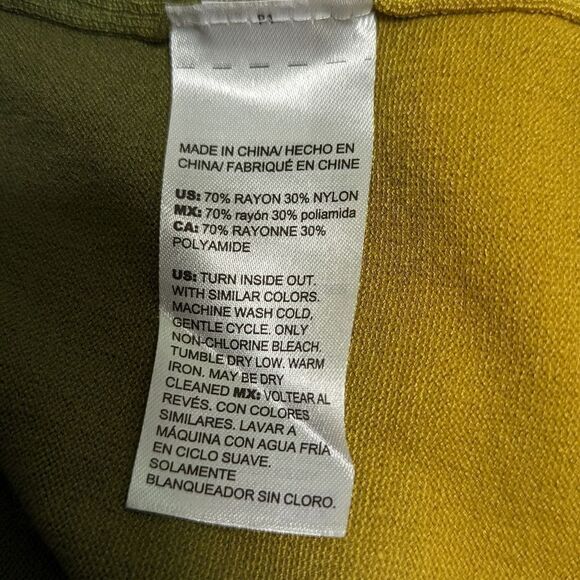 MADE IN CHINA/ HECHO EN
CHINA/ FABRIQUÉ EN CHINE
US: 70% RAYON 30% NYLON
MX: 70% rayón 30% poliamida
CA: 70% RAYONNE 30%
POLYAMIDE
US: TURN INSIDE OUT.
WITH SIMILAR COLORS.
MACHINE WASH COLD,
GENTLE CYCLE. ONLY
NON-CHLORINE BLEACH.
TUMBLE DRY LOW. WARM
IRON. MAY BE DRY
CLEANED MX: VOLTEAR AL
REVÉS. CON COLORES
SIMILARES. LAVAR A
MÁQUINA CON AGUA FRÍA
EN CICLO SUAVE.
SOLAMENTE
BLANQUEADOR SIN CLORO.